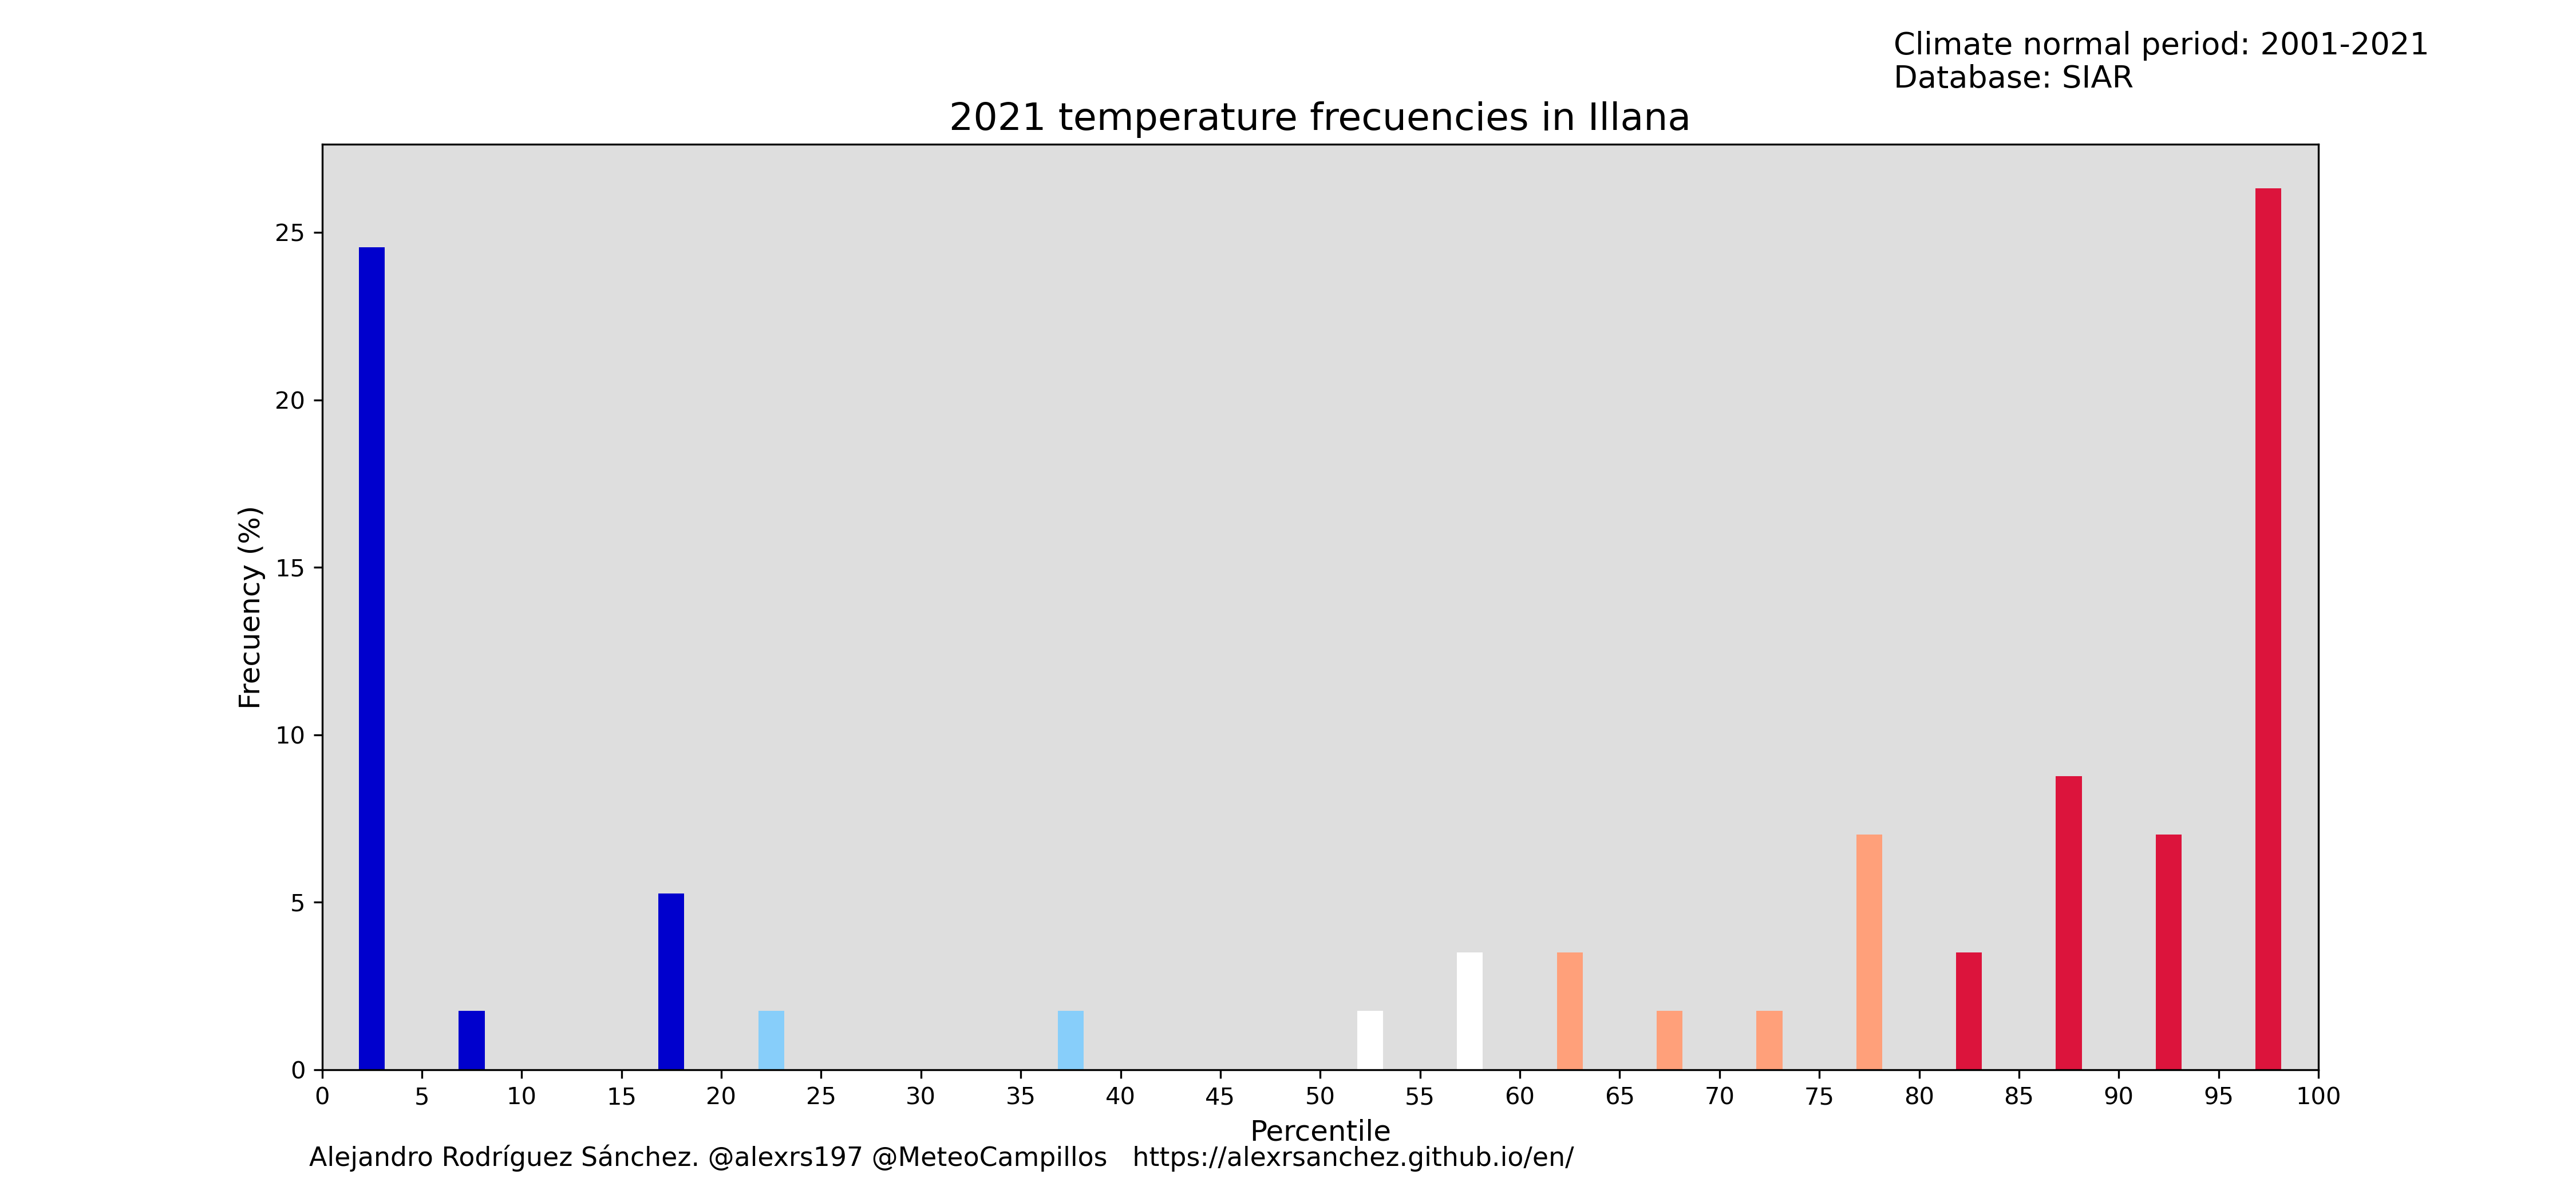 Climate normal period: 2001-2021
Database: SIAR
2021 temperature frecuencies in Illana
Frecuency (%)
25
20
15
10
5
0
0 5 10 15 20 25 30 35 40 45 50 55 60 65 70 75 80 85 90 95 100
Percentile
Alejandro Rodríguez Sánchez. @alexrs197 @MeteoCampillos https://alexrsanchez.github.io/en/